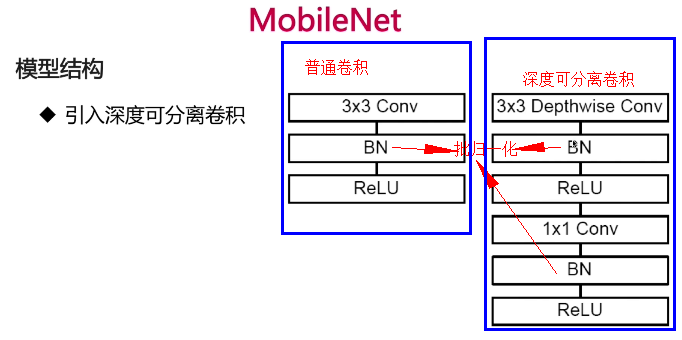 MobileNet
模型结构
◆ 引入深度可分离卷积
普通卷积
3x3 Conv
BN
ReLU
批归一化
深度可分离卷积
3x3 Depthwise Conv
BN
ReLU
1x1 Conv
BN
ReLU